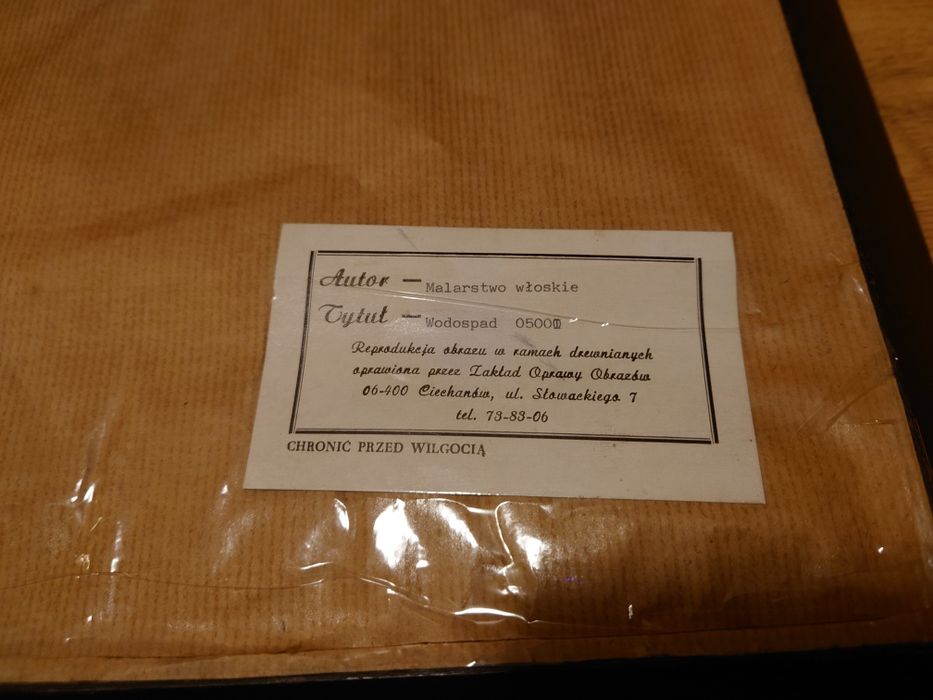 Autor — Malarstwo włoskie
Tytuł — Wodospad 0500
Reprodukcja obrazu w ramach drewnianych
oprawiona przez Zakład Oprawy Obrazów
06-400 Ciechanów, ul. Słowackiego 7
tel. 73-83-06
CHRONIĆ PRZED WILGOCIĄ